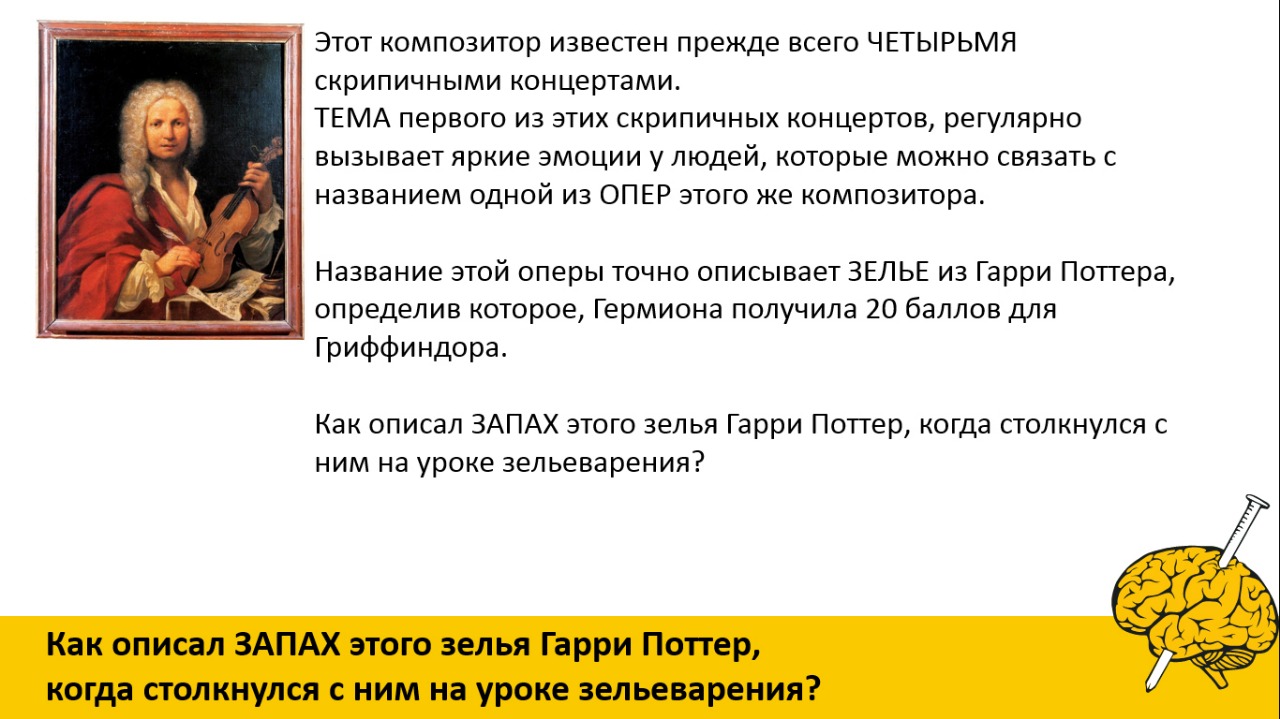 Этот композитор известен прежде всего ЧЕТЫРЬМЯ
скрипичными концертами.
ТЕМА первого из этих скрипичных концертов, регулярно
вызывает яркие эмоции у людей, которые можно связать с
названием одной из ОПЕР этого же композитора.
Название этой оперы точно описывает ЗЕЛЬЕ из Гарри Поттера,
определив которое, Гермиона получила 20 баллов для
Гриффиндора.
Как описал ЗАПАХ этого зелья Гарри Поттер, когда столкнулся с
ним на уроке зельеварения?
Как описал ЗАПАХ этого зелья Гарри Поттер,
когда столкнулся с ним на уроке зельеварения?